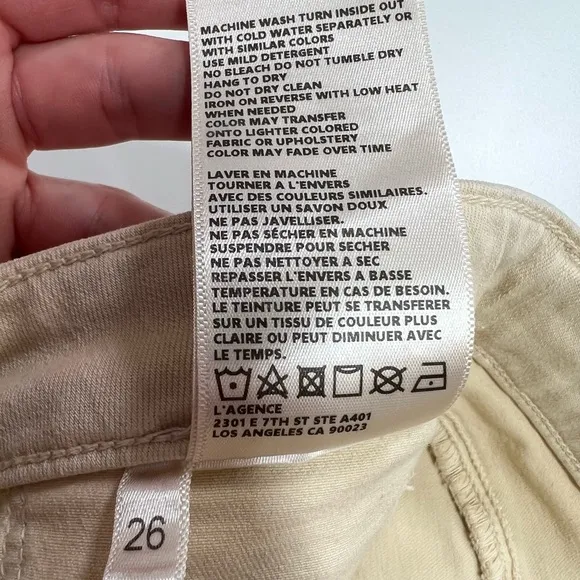 MACHINE WASH TURN INSIDE OUT
WITH COLD WATER SEPARATELY OR
WITH SIMILAR COLORS
USE MILD DETERGENT
NO BLEACH DO NOT TUMBLE DRY
HANG TO DRY
DO NOT DRY CLEAN
IRON ON REVERSE WITH LOW HEAT
WHEN NEEDED
COLOR MAY TRANSFER
ONTO LIGHTER COLORED
FABRIC OR UPHOLSTERY
COLOR MAY FADE OVER TIME
LAVER EN MACHINE
TOURNER A L'ENVERS
AVEC DES COULEURS SIMILAIRES.
UTILISER UN SAVON DOUX
NE PAS JAVELLISER.
NE PAS SÉCHER EN MACHINE
SUSPENDRE POUR SECHER
NE PAS NETTOYER A SEC
REPASSER L'ENVERS A BASSE
TEMPERATURE EN CAS DE BESOIN.
LE TEINTURE PEUT SE TRANSFERER
SUR UN TISSU DE COULEUR PLUS
CLAIRE OU PEUT DIMINUER AVEC
LE TEMPS.
L'AGENCE
2301 E 7TH ST STE A401
LOS ANGELES CA 90023
26